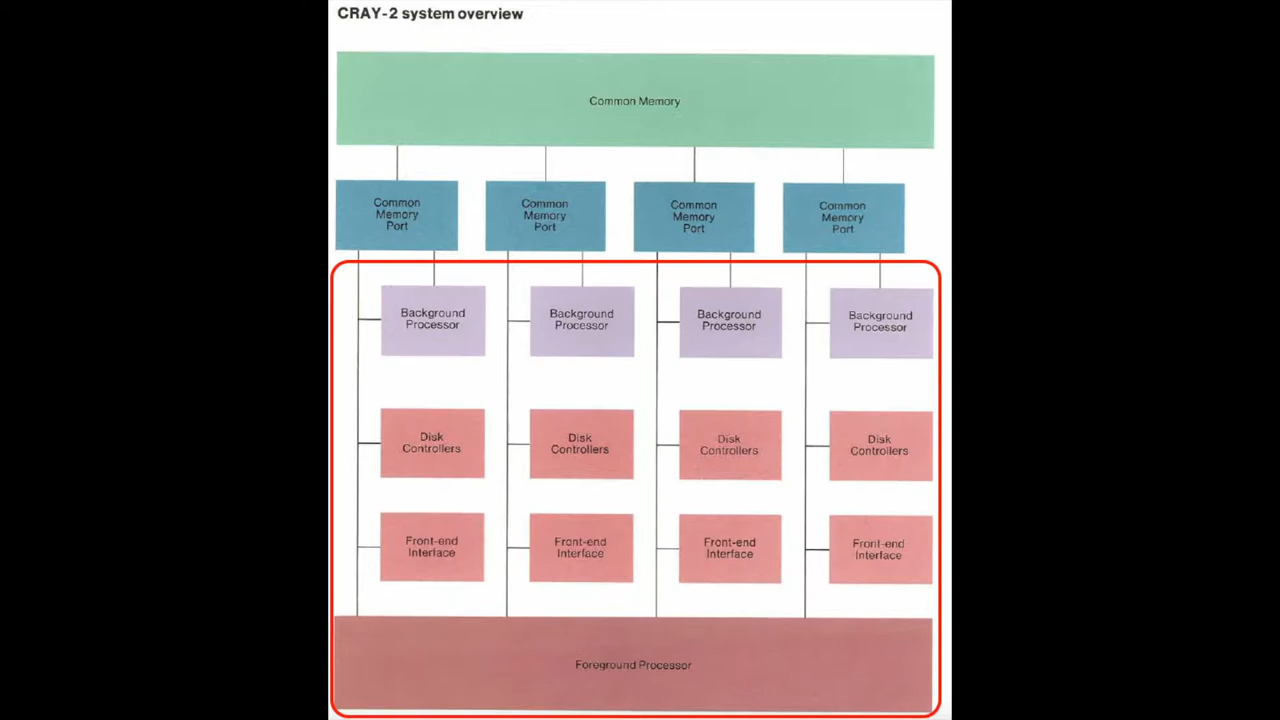 CRAY-2 system overview
Common Memory
Common
Memory
Port
Common
Memory
Port
Common
Memory
Port
Common
Memory
Port
Background
Processor
Background
Processor
Background
Processor
Background
Processor
Disk
Controllers
Disk
Controllers
Disk
Controllers
Disk
Controllers
Front-end
Interface
Front-end
Interface
Front-end
Interface
Front-end
Interface
Foreground Processor